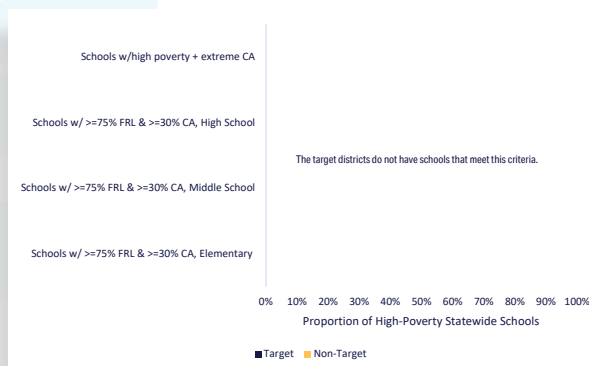 Schools w/high poverty + extreme CA
Schools w/ >=75% FRL & >=30% CA, High School
The target districts do not have schools that meet this criteria.
Schools w/ >=75% FRL & >=30% CA, Middle School
Schools w/ >=75% FRL & >=30% CA, Elementary
0% 10% 20% 30% 40% 50% 60% 70% 80% 90% 100%
Proportion of High-Poverty Statewide Schools
Target Non-Target